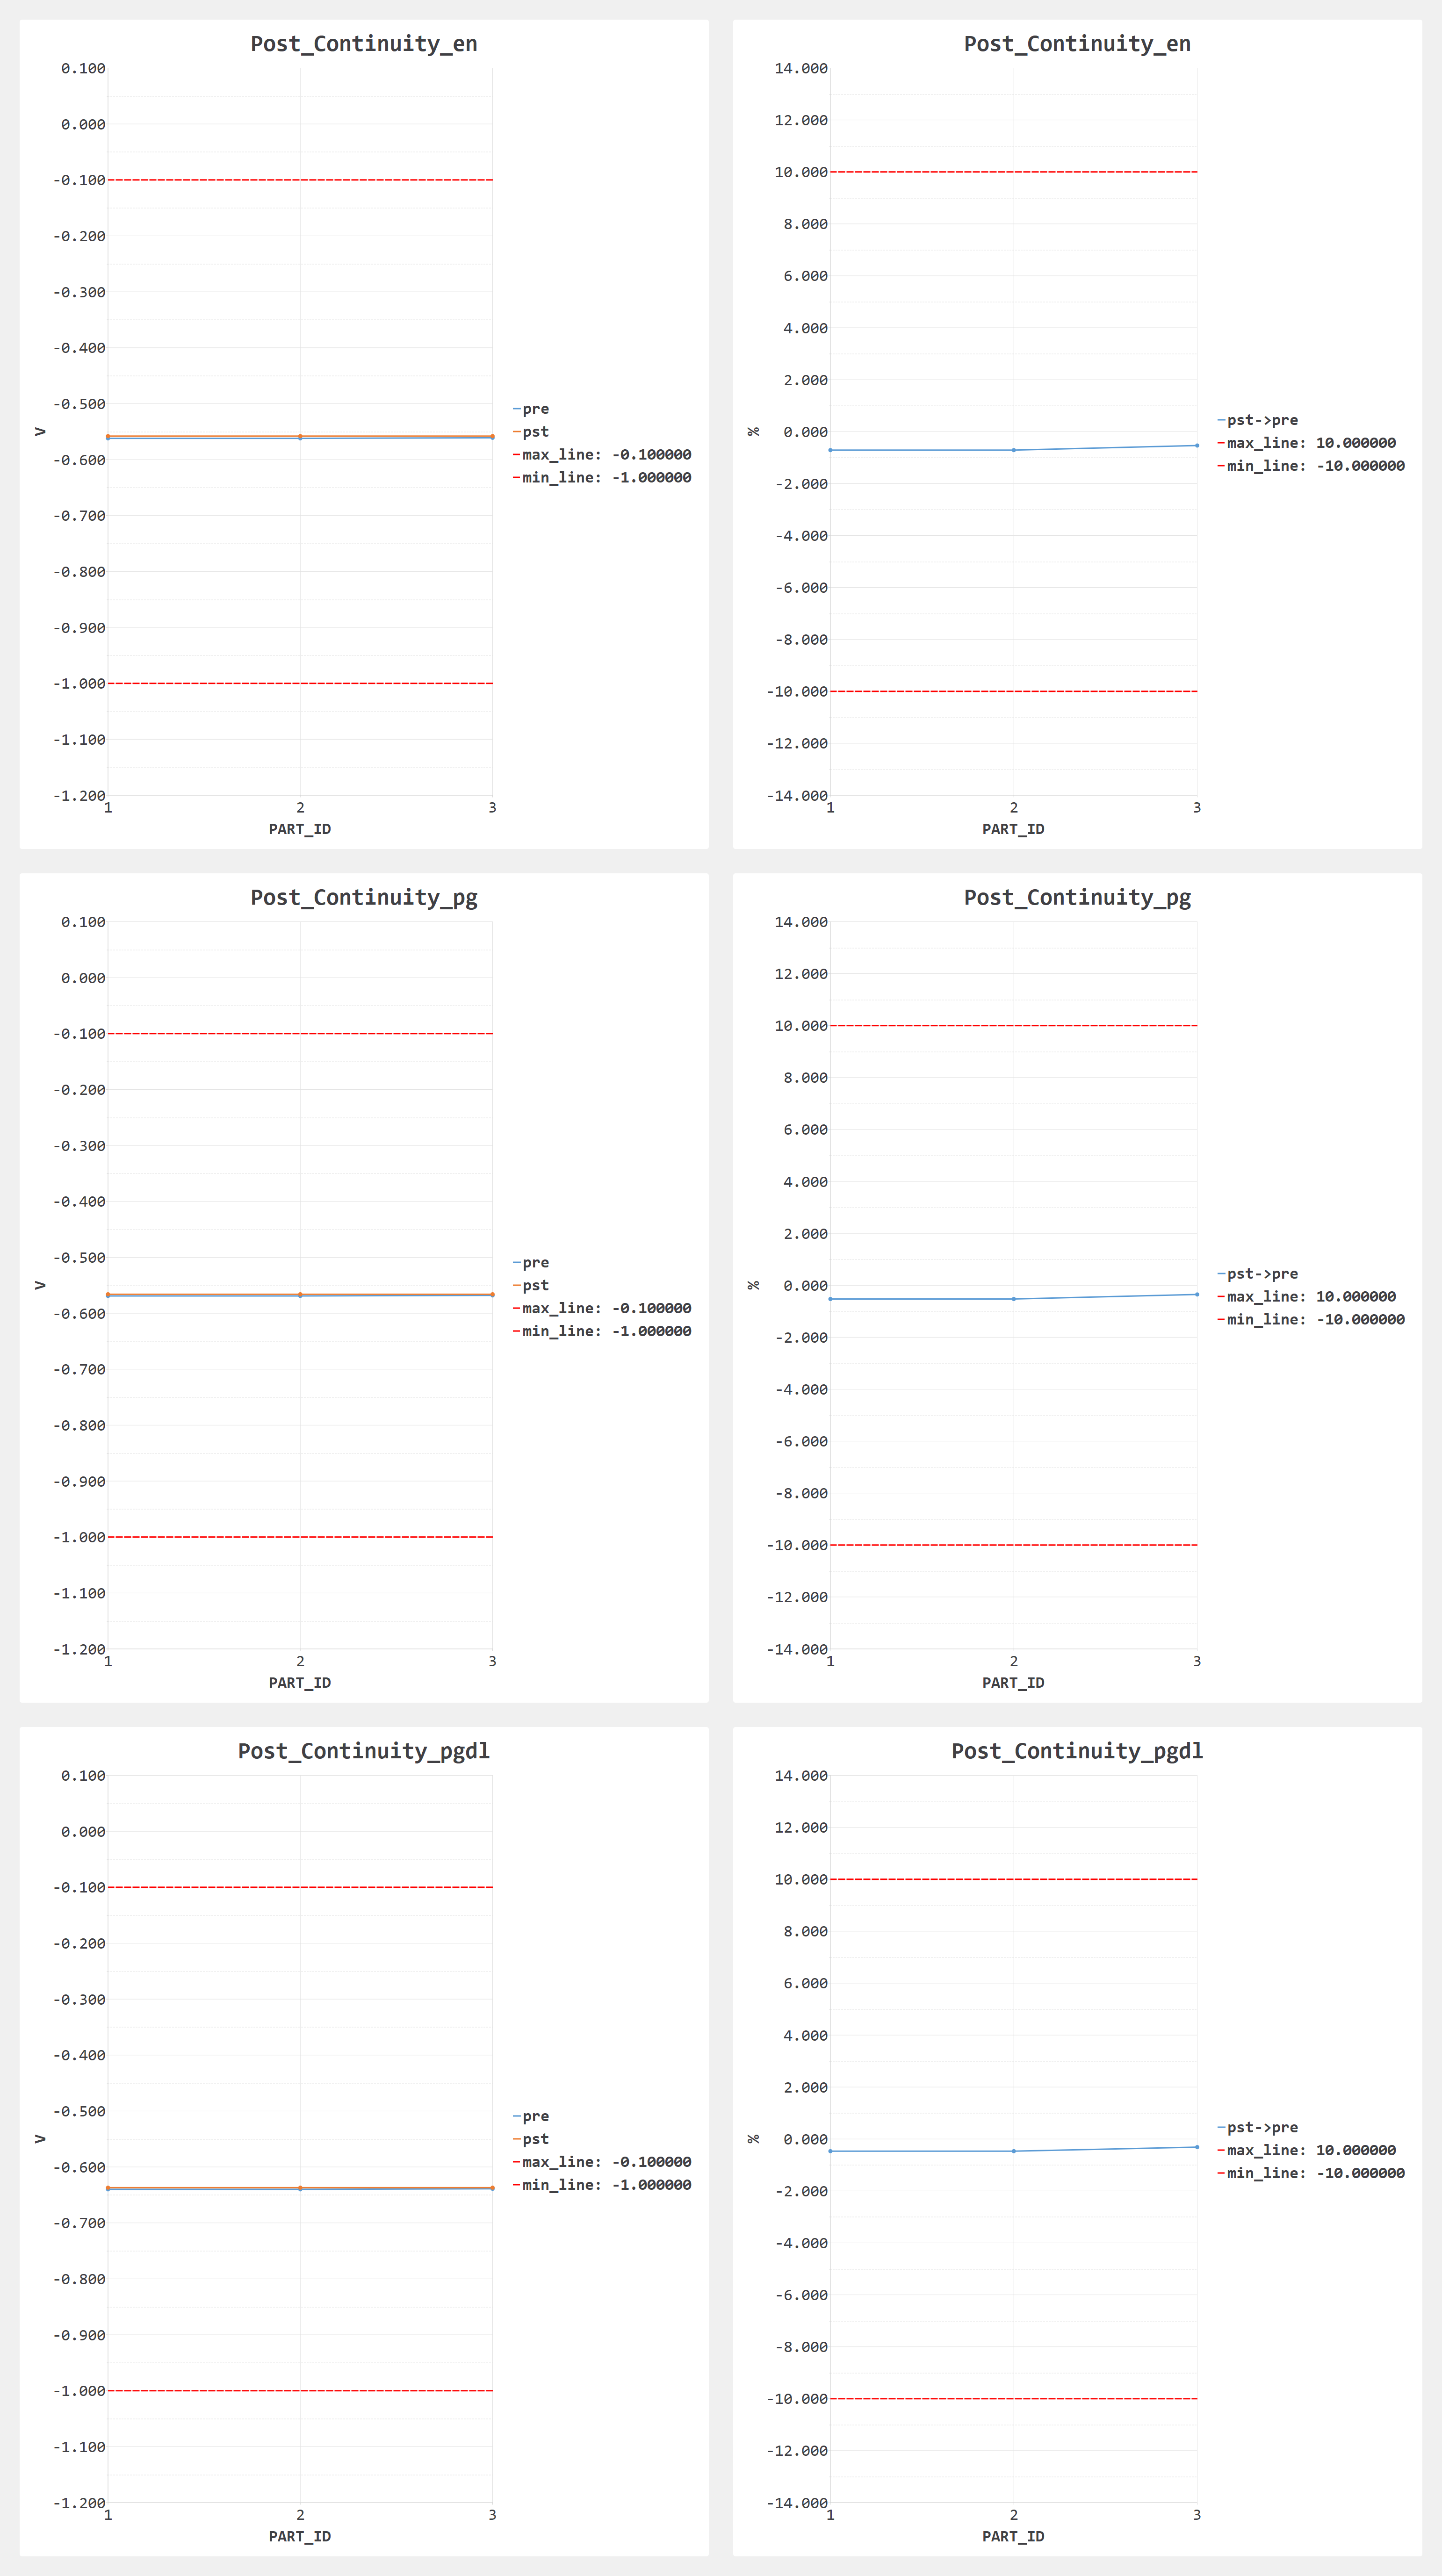 Post_Continuity_en
0.100
0.000
-0.100
-0.200
-0.300
-0.400
-0.500
-0.600
-0.700
-0.800
-0.900
-1.000
-1.100
-1.200
V
1 2 3
PART_ID
pre
pst
max_line: -0.100000
min_line: -1.000000
Post_Continuity_en
14.000
12.000
10.000
8.000
6.000
4.000
2.000
0.000
-2.000
-4.000
-6.000
-8.000
-10.000
-12.000
-14.000
%
1 2 3
PART_ID
pst->pre
max_line: 10.000000
min_line: -10.000000
Post_Continuity_pg
0.100
0.000
-0.100
-0.200
-0.300
-0.400
-0.500
-0.600
-0.700
-0.800
-0.900
-1.000
-1.100
-1.200
V
1 2 3
PART_ID
pre
pst
max_line: -0.100000
min_line: -1.000000
Post_Continuity_pg
14.000
12.000
10.000
8.000
6.000
4.000
2.000
0.000
-2.000
-4.000
-6.000
-8.000
-10.000
-12.000
-14.000
%
1 2 3
PART_ID
pst->pre
max_line: 10.000000
min_line: -10.000000
Post_Continuity_pgdl
0.100
0.000
-0.100
-0.200
-0.300
-0.400
-0.500
-0.600
-0.700
-0.800
-0.900
-1.000
-1.100
-1.200
V
1 2 3
PART_ID
pre
pst
max_line: -0.100000
min_line: -1.000000
Post_Continuity_pgdl
14.000
12.000
10.000
8.000
6.000
4.000
2.000
0.000
-2.000
-4.000
-6.000
-8.000
-10.000
-12.000
-14.000
%
1 2 3
PART_ID
pst->pre
max_line: 10.000000
min_line: -10.000000